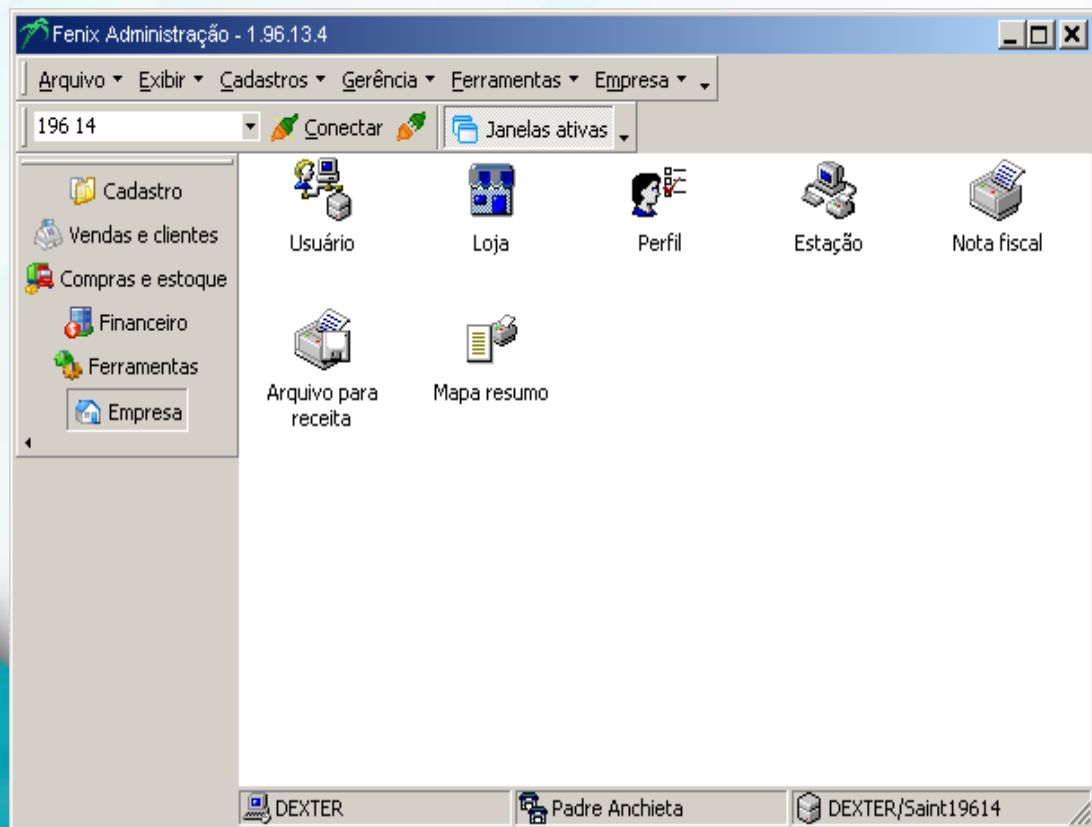 Fenix Administração - 1.96.13.4
Arquivo Exibir Cadastros Gerência Ferramentas Empresa
196 14 Conectar Janelas ativas
Cadastro
Vendas e clientes
Compras e estoque
Financeiro
Ferramentas
Empresa
Usuário Loja Perfil Estação Nota fiscal
Arquivo para receita
Mapa resumo
DEXTER Padre Anchieta DEXTER/Saint19614